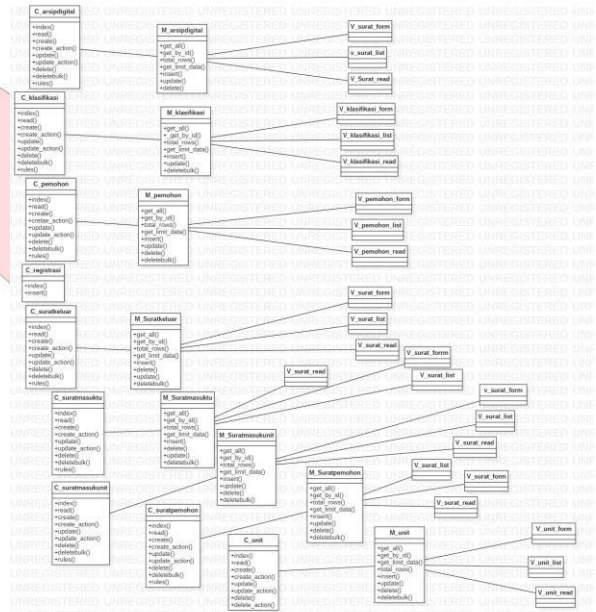 C_arsipdigital
+index()
+read()
+create()
+create_action()
+update()
+update_action()
+delete()
+deletebulk()
+rules()
M_arsipdigital
+get_all()
+get_by_id()
+total_rows()
+get_limit_data()
+insert()
+update()
+delete()
V_surat_form
v_surat_list
V_Surat_read
C_klasifikasi
+index()
+read()
+create()
+create_action()
+update()
+update_action()
+delete()
+deletebulk()
+rules()
M_klasifikasi
+get_all()
+_get_by_id()
+total_rows()
+get_limit_data()
+insert()
+update()
+delete()
V_klasifikasi_form
V_klasifikasi_list
V_klasifikasi_read
C_pemohon
+index()
+read()
+create()
+cretae_action()
+update()
+update_action()
+delete()
+deletebulk()
+rules()
M_pemohon
+get_all()
+get_by_id()
+total_rows()
+get_limit_data()
+insert()
+update()
+delete()
+deletebulk()
V_pemohon_form
V_pemohon_list
V_pemohon_read
C_registrasi
+index()
+insert()
C_suratkeluar
+index()
+read()
+create()
+create_action()
+update()
+update_action()
+delete()
+deletebulk()
+rules()
M_Suratkeluar
+get_all()
+get_by_id()
+total_rows()
+get_limit_data()
+insert()
+delete()
+update()
+deletebulk()
V_surat_form
V_surat_list
V_surat_read
C_suratmasuktu
+index()
+read()
+create()
+create_action()
+update()
+update_action()
+delete()
+deletebulk()
+rules()
M_Suratmasuktu
+get_all()
+get_by_id()
+total_rows()
+get_limit_data()
+insert()
+delete()
+update()
+deletebulk()
V_surat_read
V_surat_form
V_surat_list
C_suratmasukunit
+index()
+read()
+create()
+create_action()
+update()
+update_action()
+delete()
+deletebulk()
+rules()
M_Suratmasukunit
+get_all()
+get_by_id()
+total_rows()
+get_limit_data()
+insert()
+update()
+delete()
+deletebulk()
v_surat_form
V_surat_list
V_surat_read
C_suratpemohon
+index()
+read()
+create()
+create_action()
+update()
+update_action()
+delete()
+deletebulk()
+rules()
M_Suratpemohon
+get_all()
+get_by_id()
+total_rows()
+get_limit_data()
+insert()
+update()
+delete()
+deletebulk()
V_surat_list
V_surat_form
V_surat_read
C_unit
+index()
+read()
+create()
+create_action()
+update()
+update_action()
+delete()
+delete_action()
M_unit
+get_all()
+get_by_id()
+get_limit_data()
+total_rows()
+insert()
+update()
+delete()
V_unit_form
V_unit_list
V_unit_read